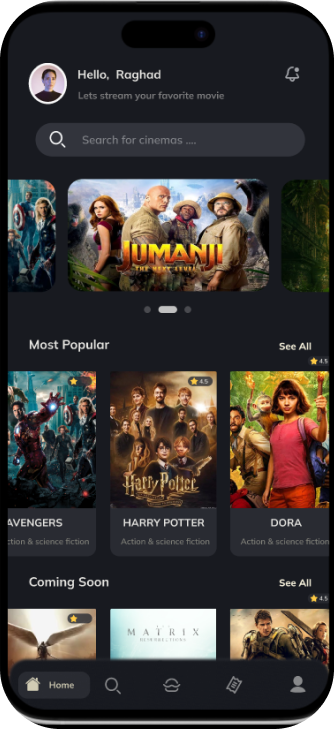 Hello, Raghad
Lets stream your favorite movie
Search for cinemas ....
JUMANJI
THE NEXT LEVEL
Most Popular
See All
4.5
4.5
AVENGERS
HARRY POTTER
DORA
Action & science fiction
Action & science fiction
Action & science fiction
Harry Potter
Coming Soon
See All
4.5
MATRIX
RESURRECTIONS
Home